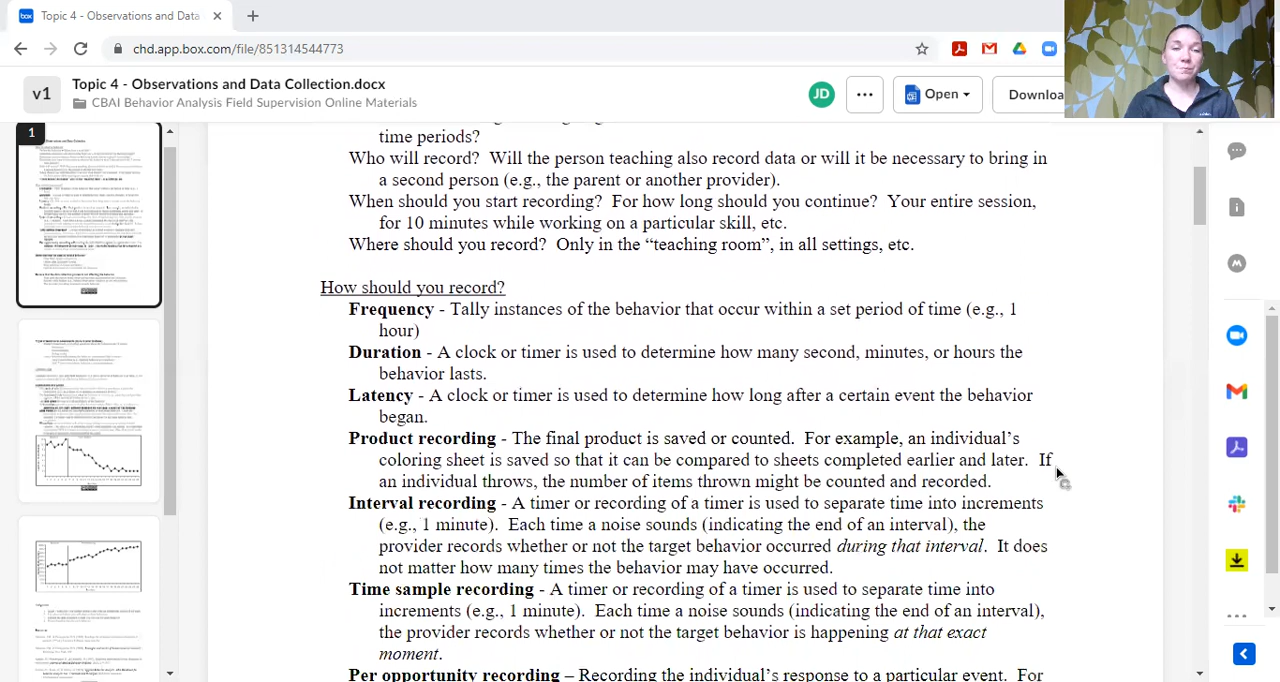 Topic 4 - Observations and Data
chd.app.box.com/file/851314544773
v1
Topic 4 - Observations and Data Collection.docx
CBAI Behavior Analysis Field Supervision Online Materials
JD
Open
Downloa
1
time periods?
Who will record? Will the person teaching also record data or will it be necessary to bring in
a second person (e.g., the parent or another provider).
When should you start recording? For how long should you continue? Your entire session,
for 10 minutes while working on a particular skill, etc.
Where should you record? Only in the “teaching room”, in all settings, etc.
How should you record?
Frequency - Tally instances of the behavior that occur within a set period of time (e.g., 1
hour)
Duration - A clock or timer is used to determine how many second, minutes, or hours the
behavior lasts.
Latency - A clock or timer is used to determine how long after a certain event the behavior
began.
Product recording - The final product is saved or counted. For example, an individual’s
coloring sheet is saved so that it can be compared to sheets completed earlier and later. If
an individual throws, the number of items thrown might be counted and recorded.
Interval recording - A timer or recording of a timer is used to separate time into increments
(e.g., 1 minute). Each time a noise sounds (indicating the end of an interval), the
provider records whether or not the target behavior occurred during that interval. It does
not matter how many times the behavior may have occurred.
Time sample recording - A timer or recording of a timer is used to separate time into
increments (e.g., 1 minute). Each time a noise sounds (indicating the end of an interval),
the provider records whether or not the target behavior is happening at that exact
moment.
Per opportunity recording – Recording the individual’s response to a particular event. For